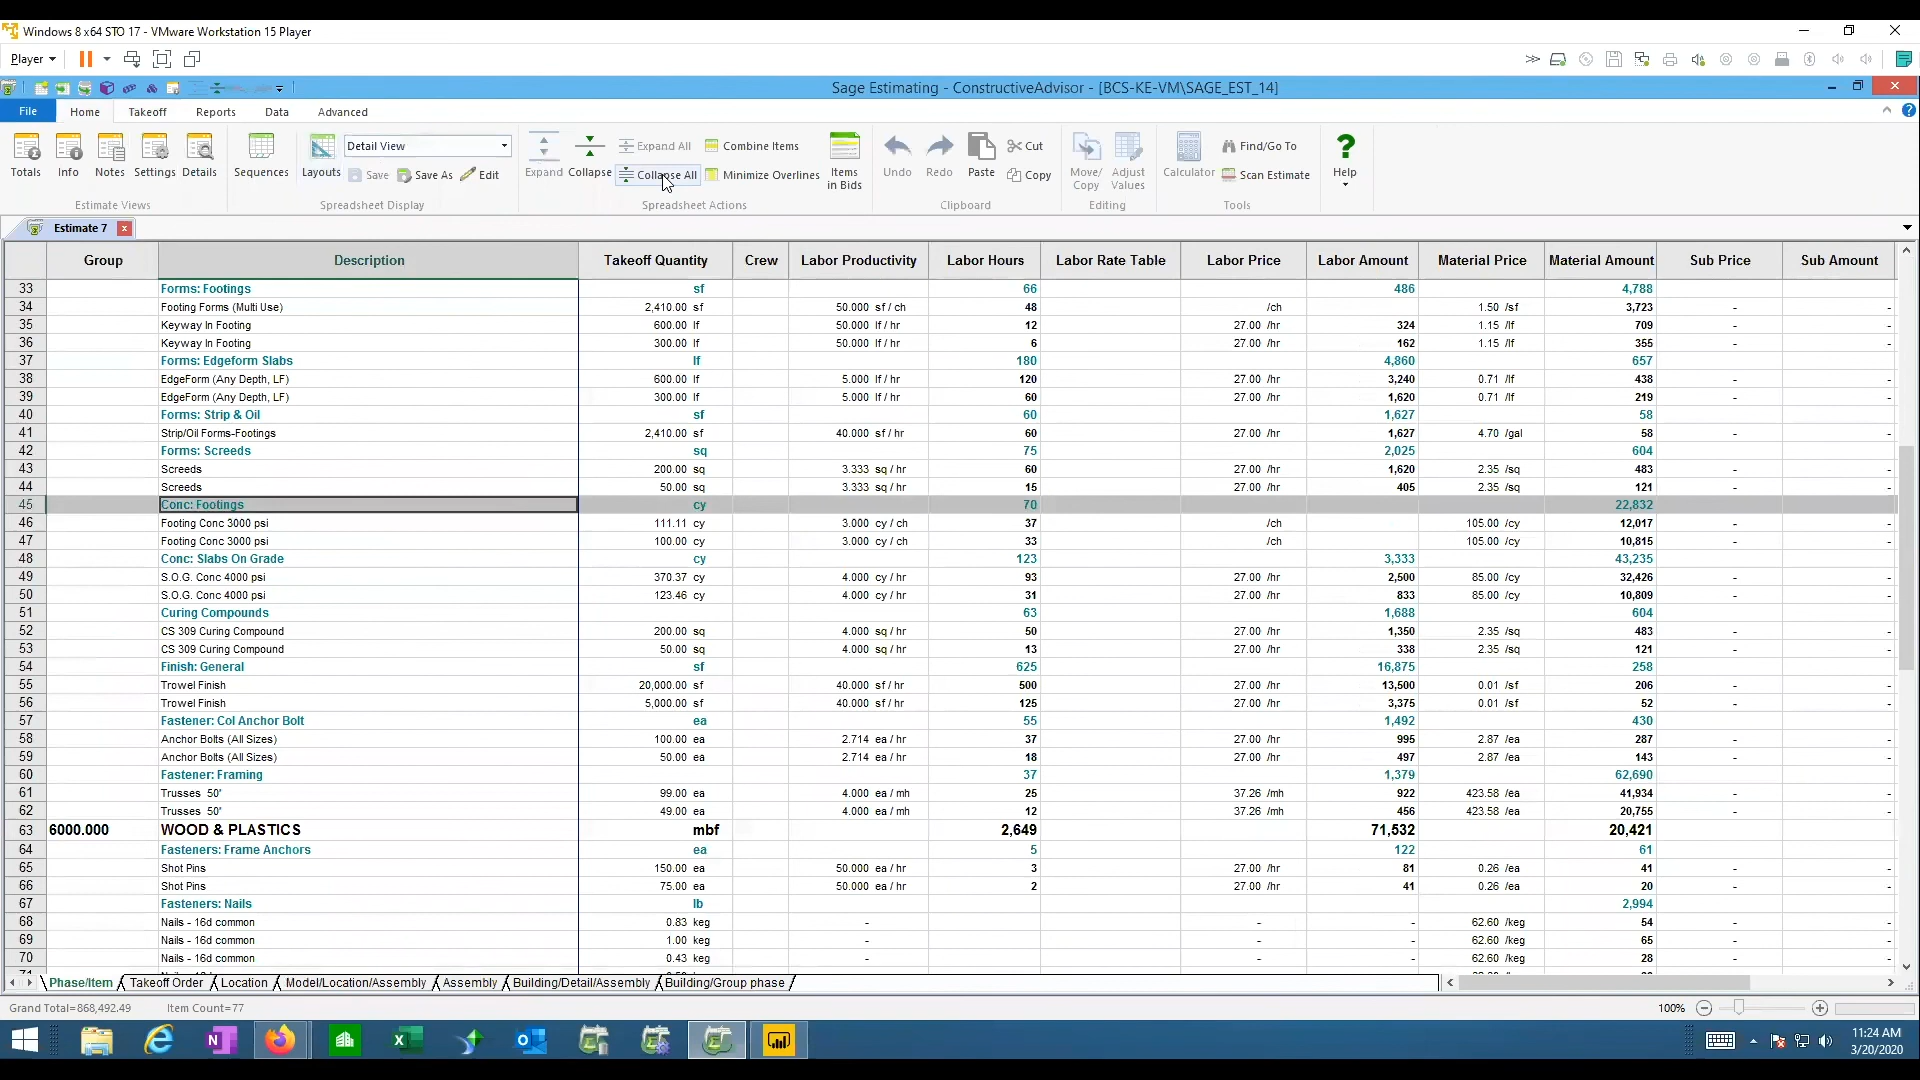 Windows 8 x64 STO 17 - VMware Workstation 15 Player
Player
Sage Estimating - ConstructiveAdvisor - [BCS-KE-VM\SAGE_EST_14]
File Home Takeoff Reports Data Advanced
Totals Info Notes Settings Details
Estimate Views
Sequences
Layouts Detail View
Save Save As Edit
Spreadsheet Display
Expand Collapse Expand All Collapse All
Combine Items Minimize Overlines
Items in Bids
Spreadsheet Actions
Undo Redo Paste Cut Copy
Clipboard
Move/ Copy Adjust Values
Editing
Calculator Find/Go To Scan Estimate
Tools
Help
Estimate 7
Group Description Takeoff Quantity Crew Labor Productivity Labor Hours Labor Rate Table Labor Price Labor Amount Material Price Material Amount Sub Price Sub Amount
33 Forms: Footings sf 66 486 4,788
34 Footing Forms (Multi Use) 2,410.00 sf 50.000 sf / ch 48 /ch 1.50 /sf 3,723 - -
35 Keyway In Footing 600.00 lf 50.000 lf / hr 12 27.00 /hr 324 1.15 /lf 709 - -
36 Keyway In Footing 300.00 lf 50.000 lf / hr 6 27.00 /hr 162 1.15 /lf 355 - -
37 Forms: Edgeform Slabs lf 180 4,860 657
38 EdgeForm (Any Depth, LF) 600.00 lf 5.000 lf / hr 120 27.00 /hr 3,240 0.71 /lf 438 - -
39 EdgeForm (Any Depth, LF) 300.00 lf 5.000 lf / hr 60 27.00 /hr 1,620 0.71 /lf 219 - -
40 Forms: Strip & Oil sf 60 1,627 58
41 Strip/Oil Forms-Footings 2,410.00 sf 40.000 sf / hr 60 27.00 /hr 1,627 4.70 /gal 58 - -
42 Forms: Screeds sq 75 2,025 604
43 Screeds 200.00 sq 3.333 sq / hr 60 27.00 /hr 1,620 2.35 /sq 483 - -
44 Screeds 50.00 sq 3.333 sq / hr 15 27.00 /hr 405 2.35 /sq 121 - -
45 Conc: Footings cy 70 22,832
46 Footing Conc 3000 psi 111.11 cy 3.000 cy / ch 37 /ch 105.00 /cy 12,017 - -
47 Footing Conc 3000 psi 100.00 cy 3.000 cy / ch 33 /ch 105.00 /cy 10,815 - -
48 Conc: Slabs On Grade cy 123 3,333 43,235
49 S.O.G. Conc 4000 psi 370.37 cy 4.000 cy / hr 93 27.00 /hr 2,500 85.00 /cy 32,426 - -
50 S.O.G. Conc 4000 psi 123.46 cy 4.000 cy / hr 31 27.00 /hr 833 85.00 /cy 10,809 - -
51 Curing Compounds 63 1,688 604
52 CS 309 Curing Compound 200.00 sq 4.000 sq / hr 50 27.00 /hr 1,350 2.35 /sq 483 - -
53 CS 309 Curing Compound 50.00 sq 4.000 sq / hr 13 27.00 /hr 338 2.35 /sq 121 - -
54 Finish: General sf 625 16,875 258
55 Trowel Finish 20,000.00 sf 40.000 sf / hr 500 27.00 /hr 13,500 0.01 /sf 206 - -
56 Trowel Finish 5,000.00 sf 40.000 sf / hr 125 27.00 /hr 3,375 0.01 /sf 52 - -
57 Fastener: Col Anchor Bolt ea 55 1,492 430
58 Anchor Bolts (All Sizes) 100.00 ea 2.714 ea / hr 37 27.00 /hr 995 2.87 /ea 287 - -
59 Anchor Bolts (All Sizes) 50.00 ea 2.714 ea / hr 18 27.00 /hr 497 2.87 /ea 143 - -
60 Fastener: Framing 37 1,379 62,690
61 Trusses 50' 99.00 ea 4.000 ea / mh 25 37.26 /mh 922 423.58 /ea 41,934 - -
62 Trusses 50' 49.00 ea 4.000 ea / mh 12 37.26 /mh 456 423.58 /ea 20,755 - -
63 6000.000 WOOD & PLASTICS mbf 2,649 71,532 20,421
64 Fasteners: Frame Anchors ea 5 122 61
65 Shot Pins 150.00 ea 50.000 ea / hr 3 27.00 /hr 81 0.26 /ea 41 - -
66 Shot Pins 75.00 ea 50.000 ea / hr 2 27.00 /hr 41 0.26 /ea 20 - -
67 Fasteners: Nails lb 2,994
68 Nails - 16d common 0.83 keg - - - 62.60 /keg 54 - -
69 Nails - 16d common 1.00 keg - - - 62.60 /keg 65 - -
70 Nails - 16d common 0.43 keg - - - 62.60 /keg 28 - -
Phase/Item Takeoff Order Location Model/Location/Assembly Assembly Building/Detail/Assembly Building/Group phase
Grand Total=868,492.49 Item Count=77 100%
11:24 AM
3/20/2020